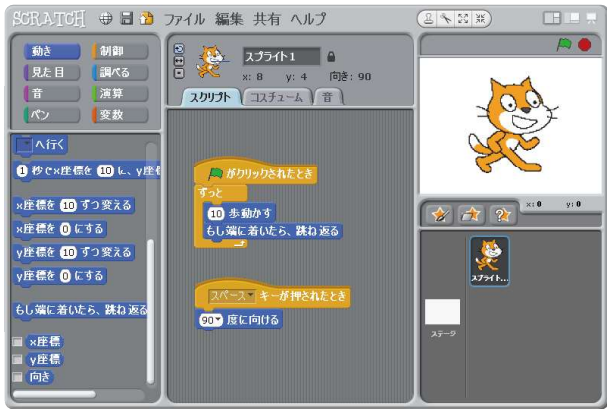 SCRATCH ファイル 編集 共有 ヘルプ
動き 制御
見た目 調べる
音 演算
ペン 変数
スプライト1
x: 8 y: 4 向き: 90
スクリプト コスチューム 音
へ行く
1 秒でx座標を 10 に、y座標
x座標を 10 ずつ変える
x座標を 0 にする
y座標を 10 ずつ変える
y座標を 0 にする
もし端に着いたら、跳ね返る
x座標
y座標
向き
がクリックされたとき
ずっと
10 歩動かす
もし端に着いたら、跳ね返る
スペース キーが押されたとき
90 度に向ける
x: 0 y: 0
スプライト...
ステージ